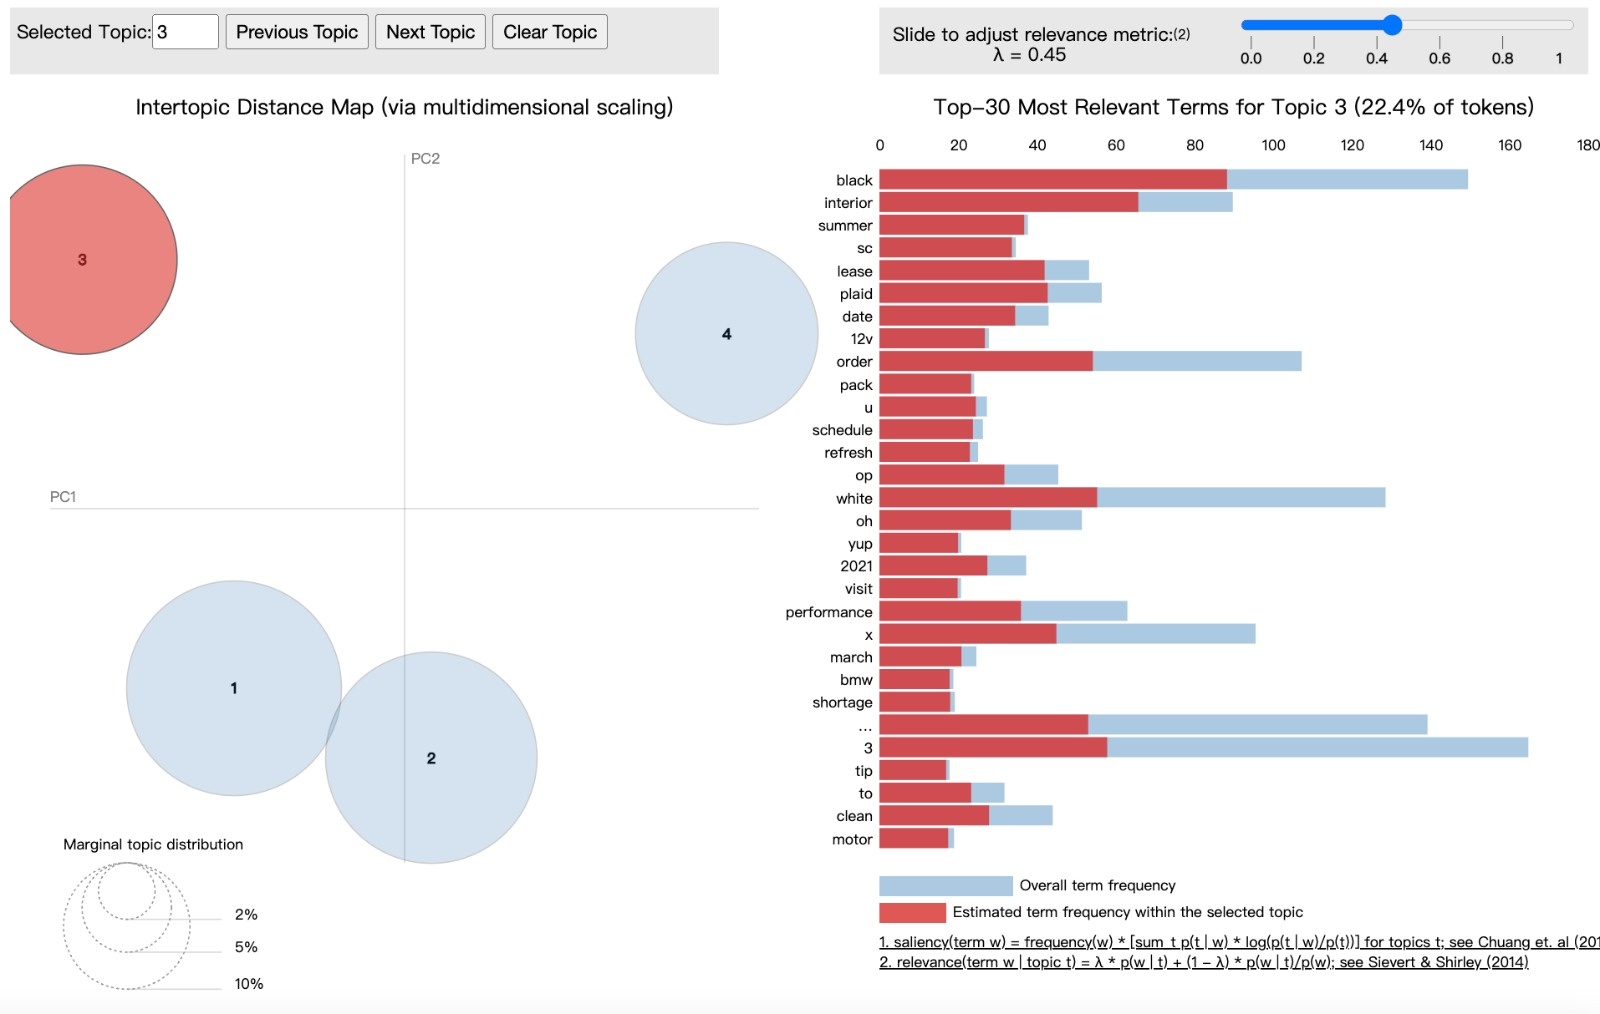 Selected Topic: 3 Previous Topic Next Topic Clear Topic
Slide to adjust relevance metric:(2)
λ = 0.45
0.0 0.2 0.4 0.6 0.8 1
Intertopic Distance Map (via multidimensional scaling)
PC2
PC1
3
4
1
2
Marginal topic distribution
2%
5%
10%
Top-30 Most Relevant Terms for Topic 3 (22.4% of tokens)
0 20 40 60 80 100 120 140 160 180
black
interior
summer
sc
lease
plaid
date
12v
order
pack
u
schedule
refresh
op
white
oh
yup
2021
visit
performance
x
march
bmw
shortage
...
3
tip
to
clean
motor
Overall term frequency
Estimated term frequency within the selected topic
1. saliency(term w) = frequency(w) * [sum_t p(t | w) * log(p(t | w)/p(t))] for topics t; see Chuang et. al (201
2. relevance(term w | topic t) = λ * p(w | t) + (1 - λ) * p(w | t)/p(w); see Sievert & Shirley (2014)